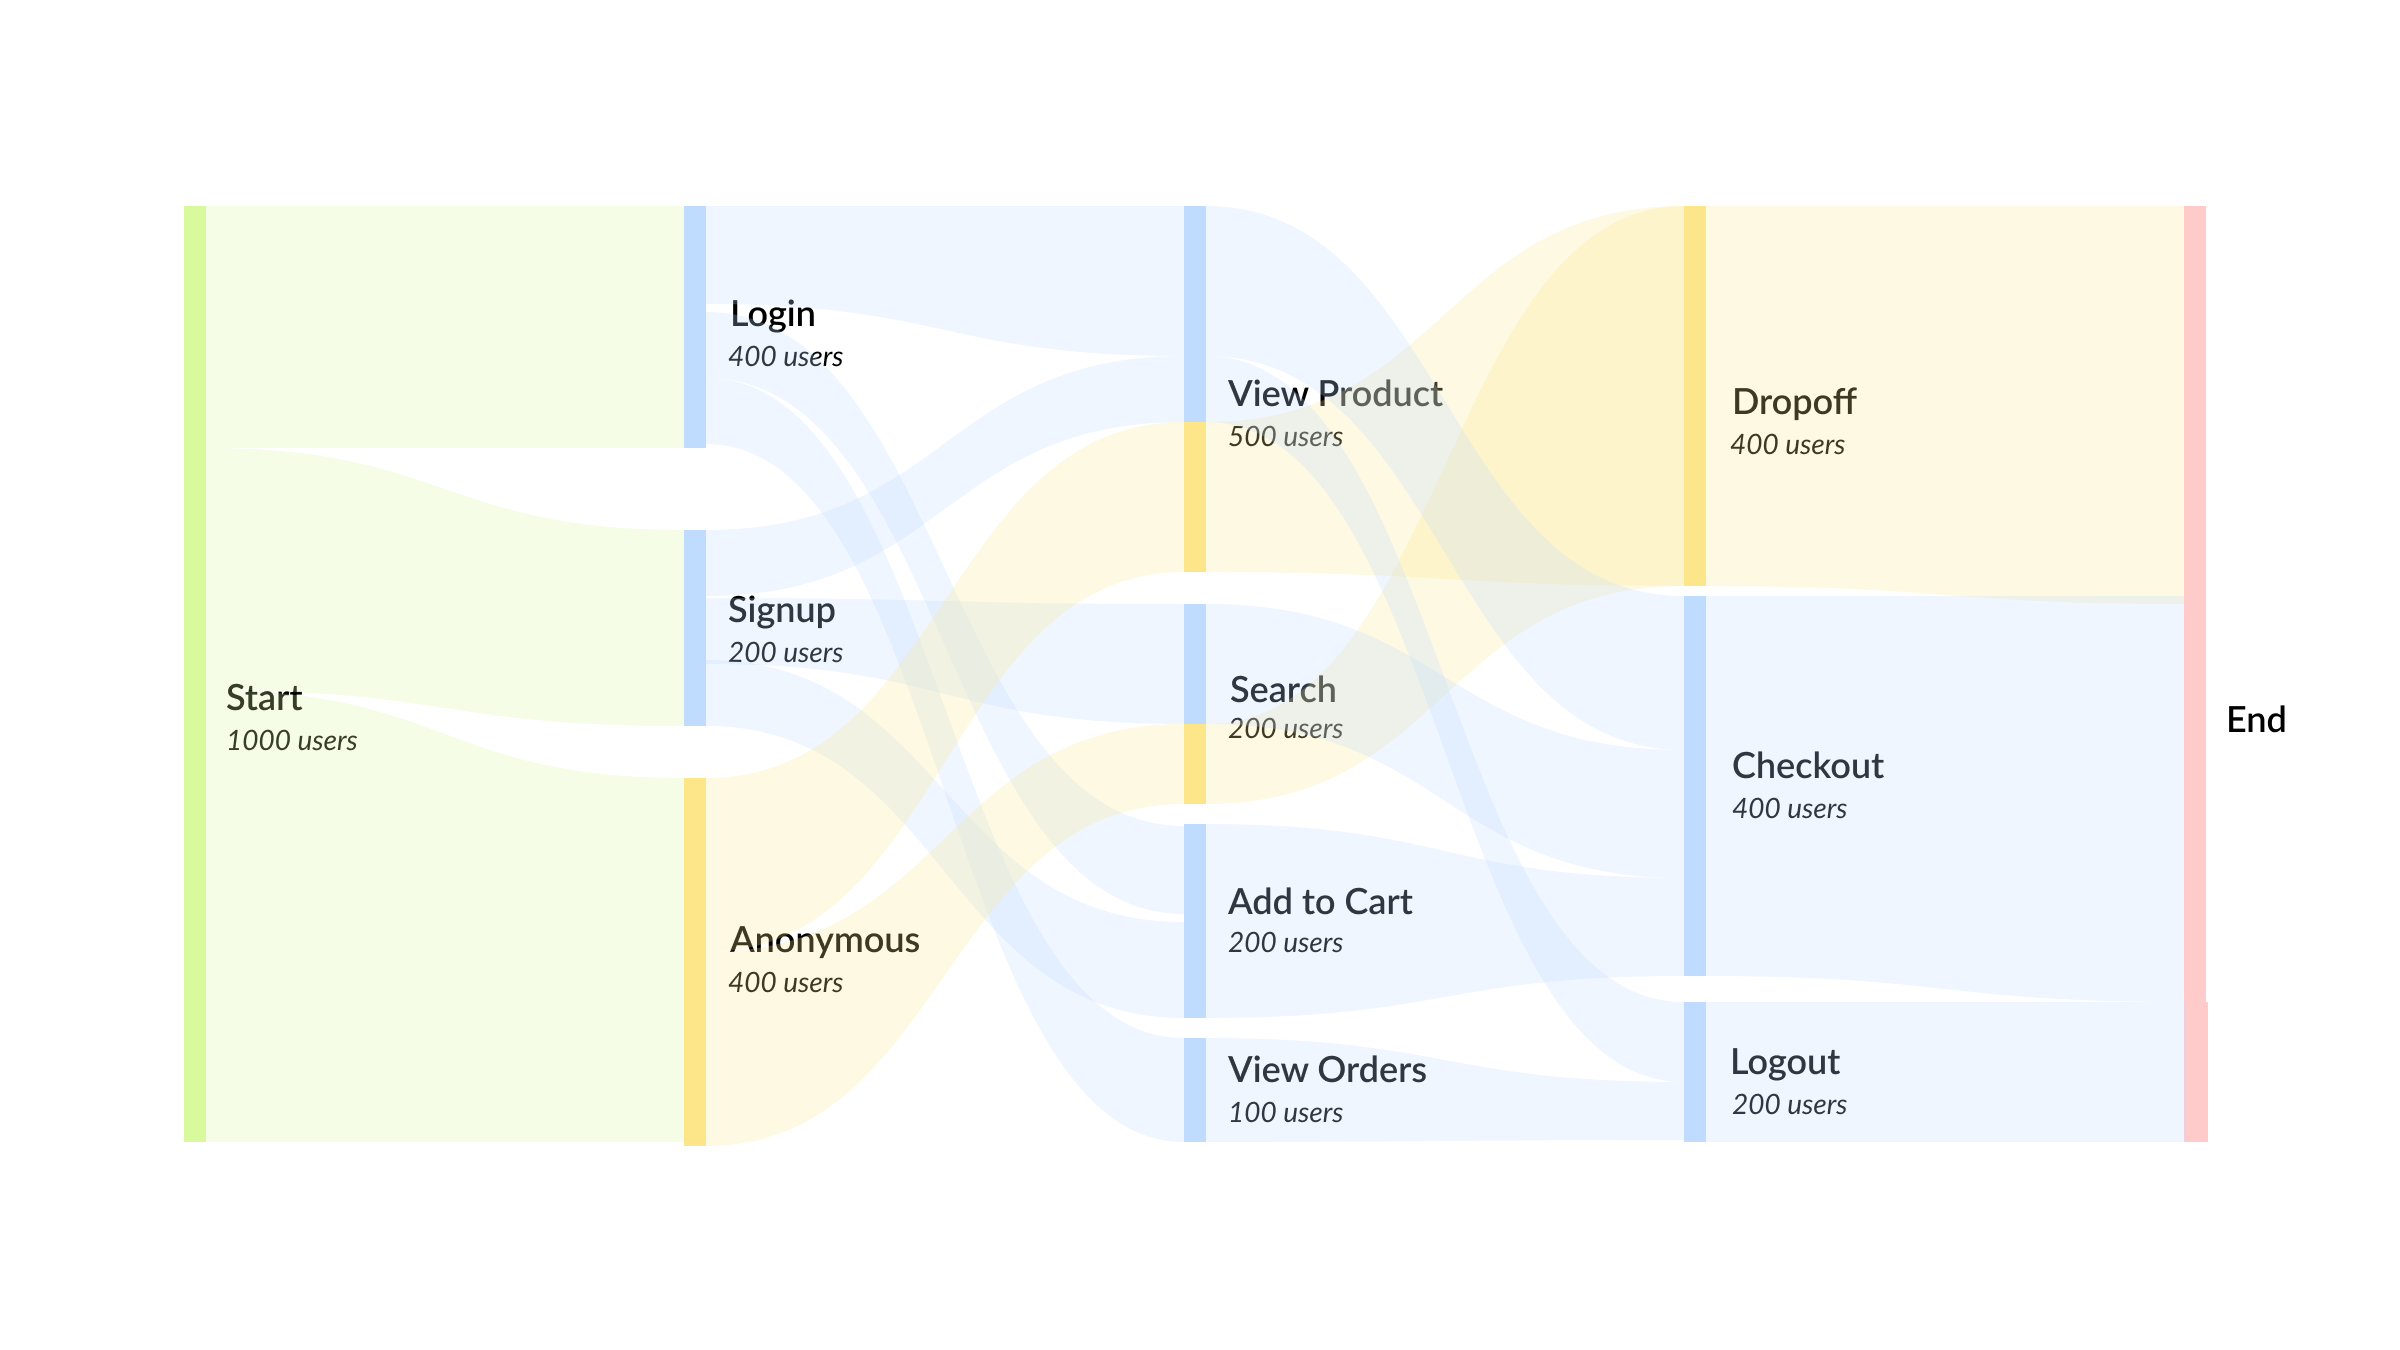 Start
1000 users
Login
400 users
Signup
200 users
Anonymous
400 users
View Product
500 users
Search
200 users
Add to Cart
200 users
View Orders
100 users
Dropoff
400 users
Checkout
400 users
Logout
200 users
End